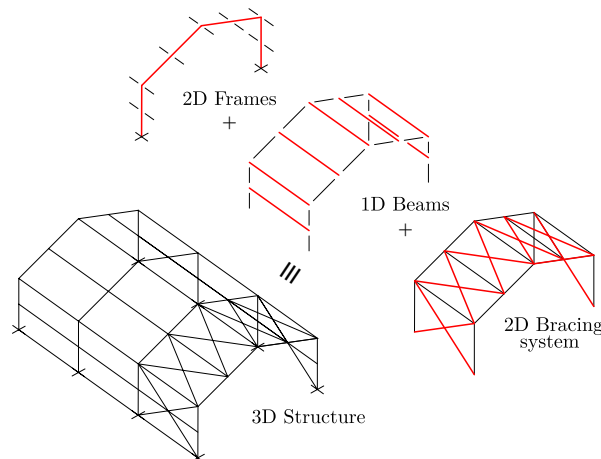 2D Frames
+
1D Beams
+
≡
2D Bracing
system
3D Structure